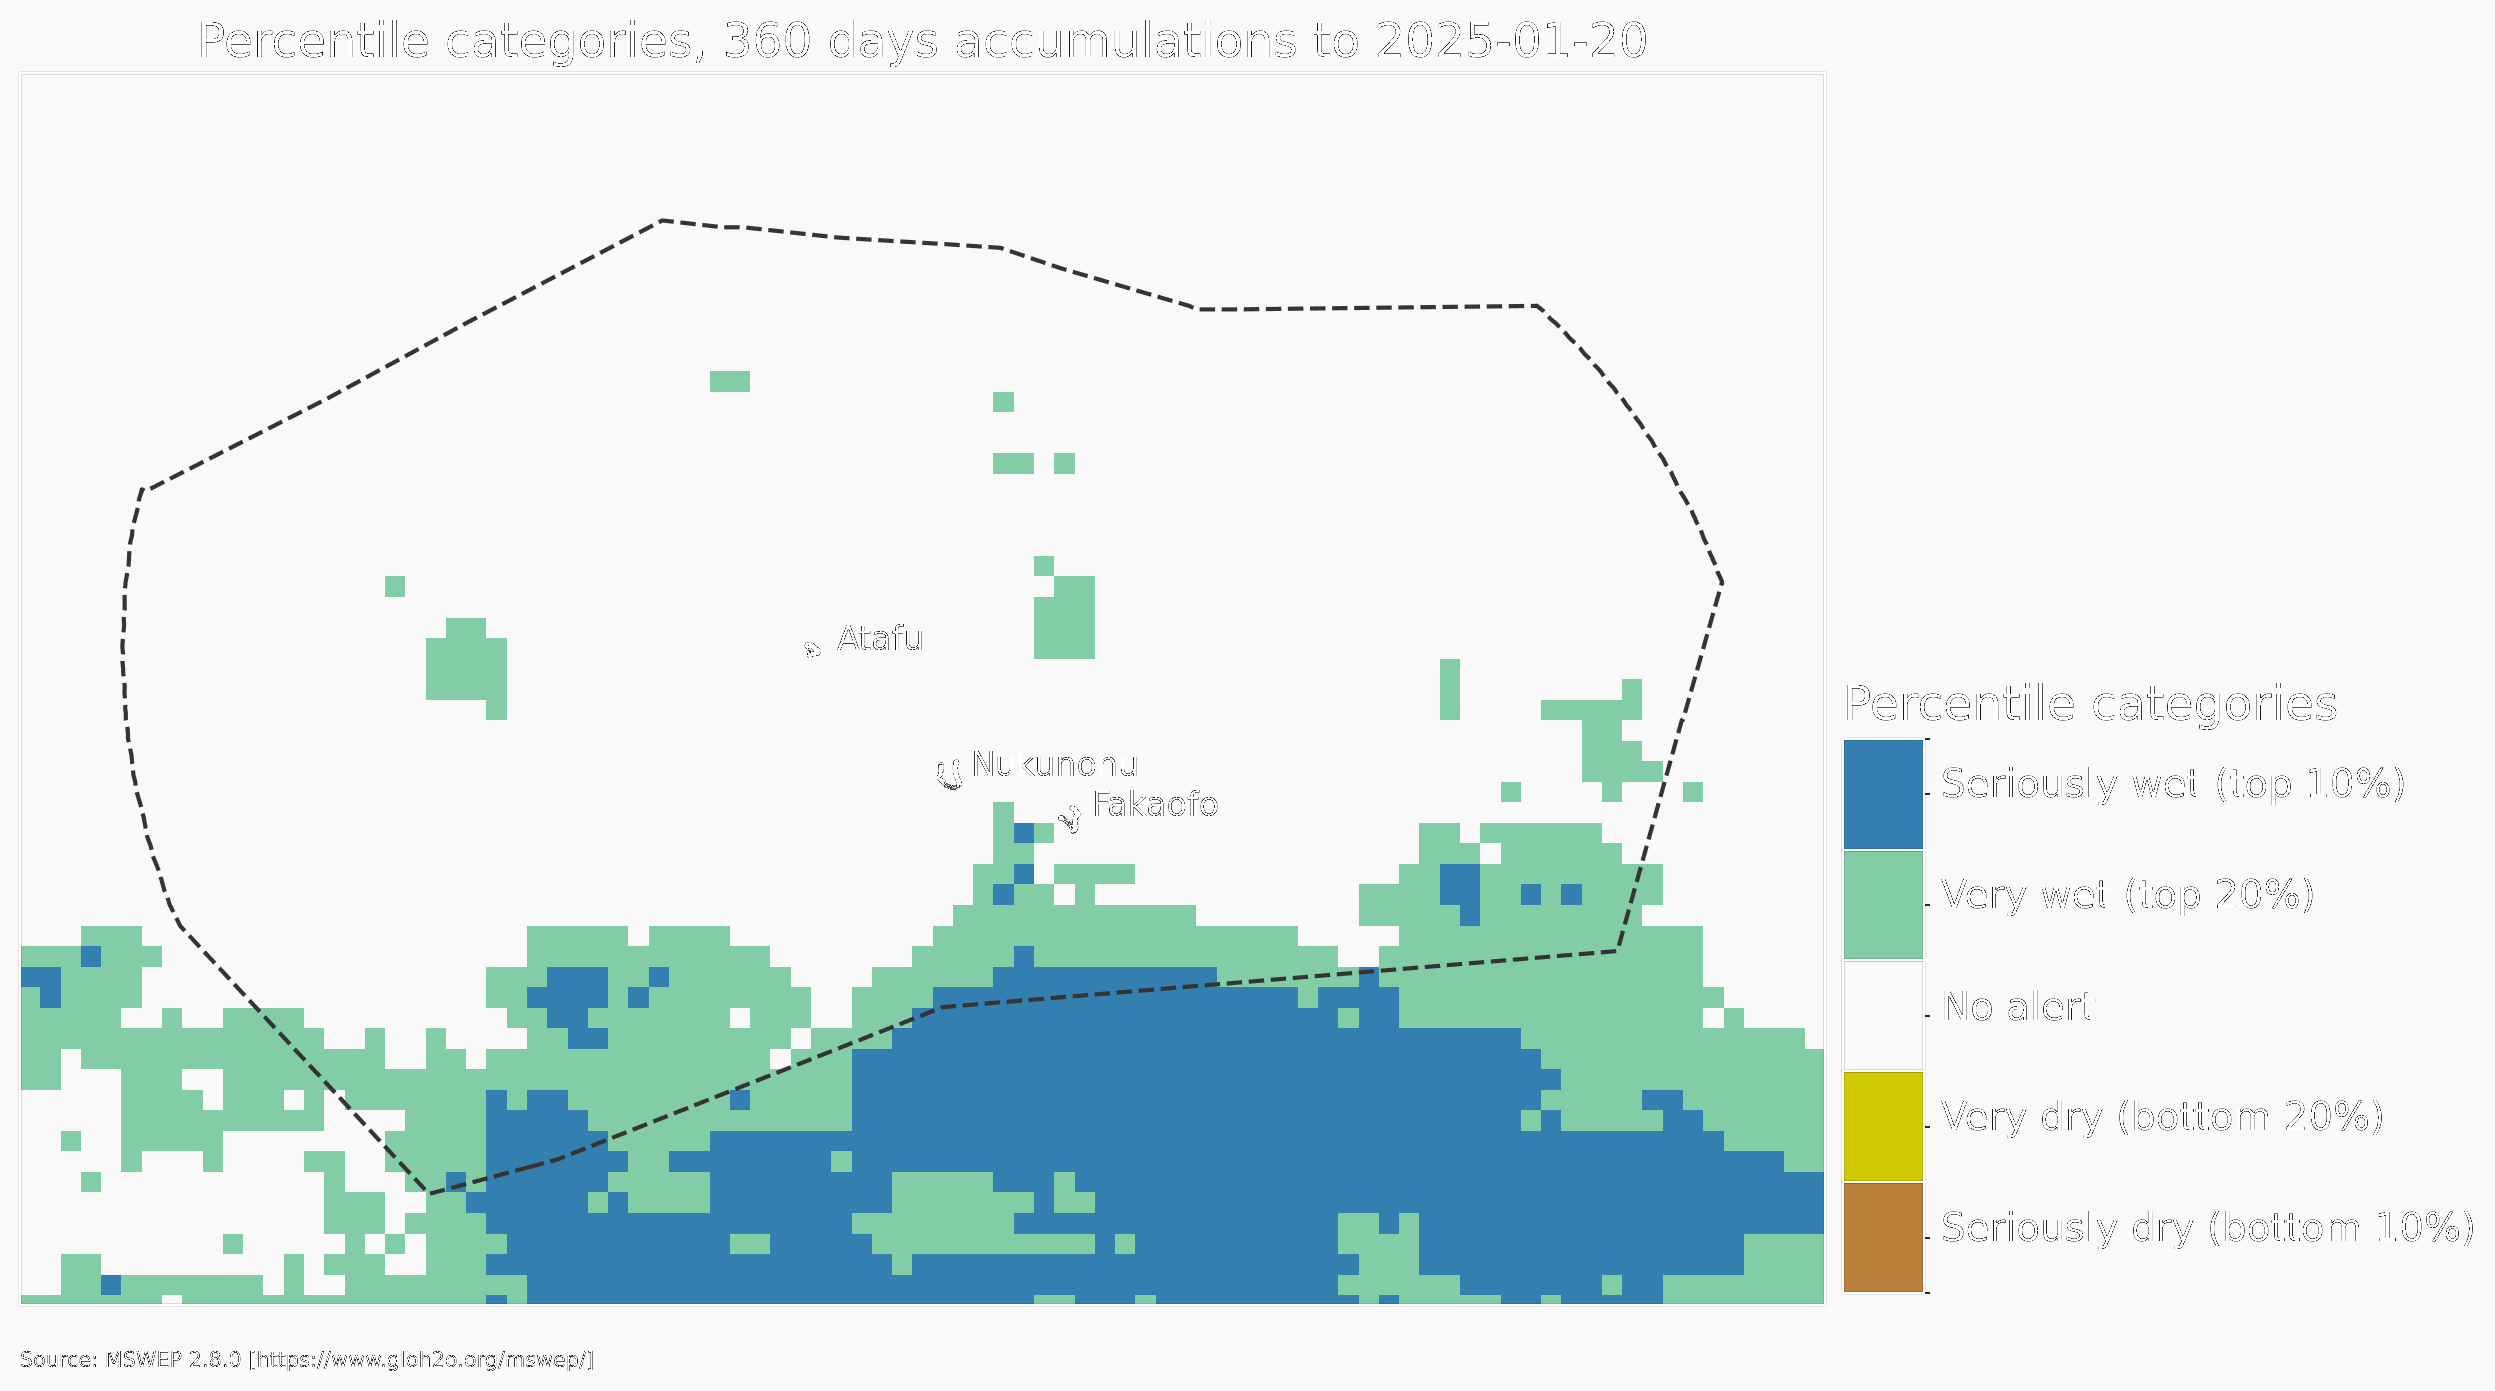 Percentile categories, 360 days accumulations to 2025-01-20
Atafu
Nukunonu
Fakaofo
Percentile categories
Seriously wet (top 10%)
Very wet (top 20%)
No alert
Very dry (bottom 20%)
Seriously dry (bottom 10%)
Source: MSWEP 2.8.0 [https://www.gloh2o.org/mswep/]